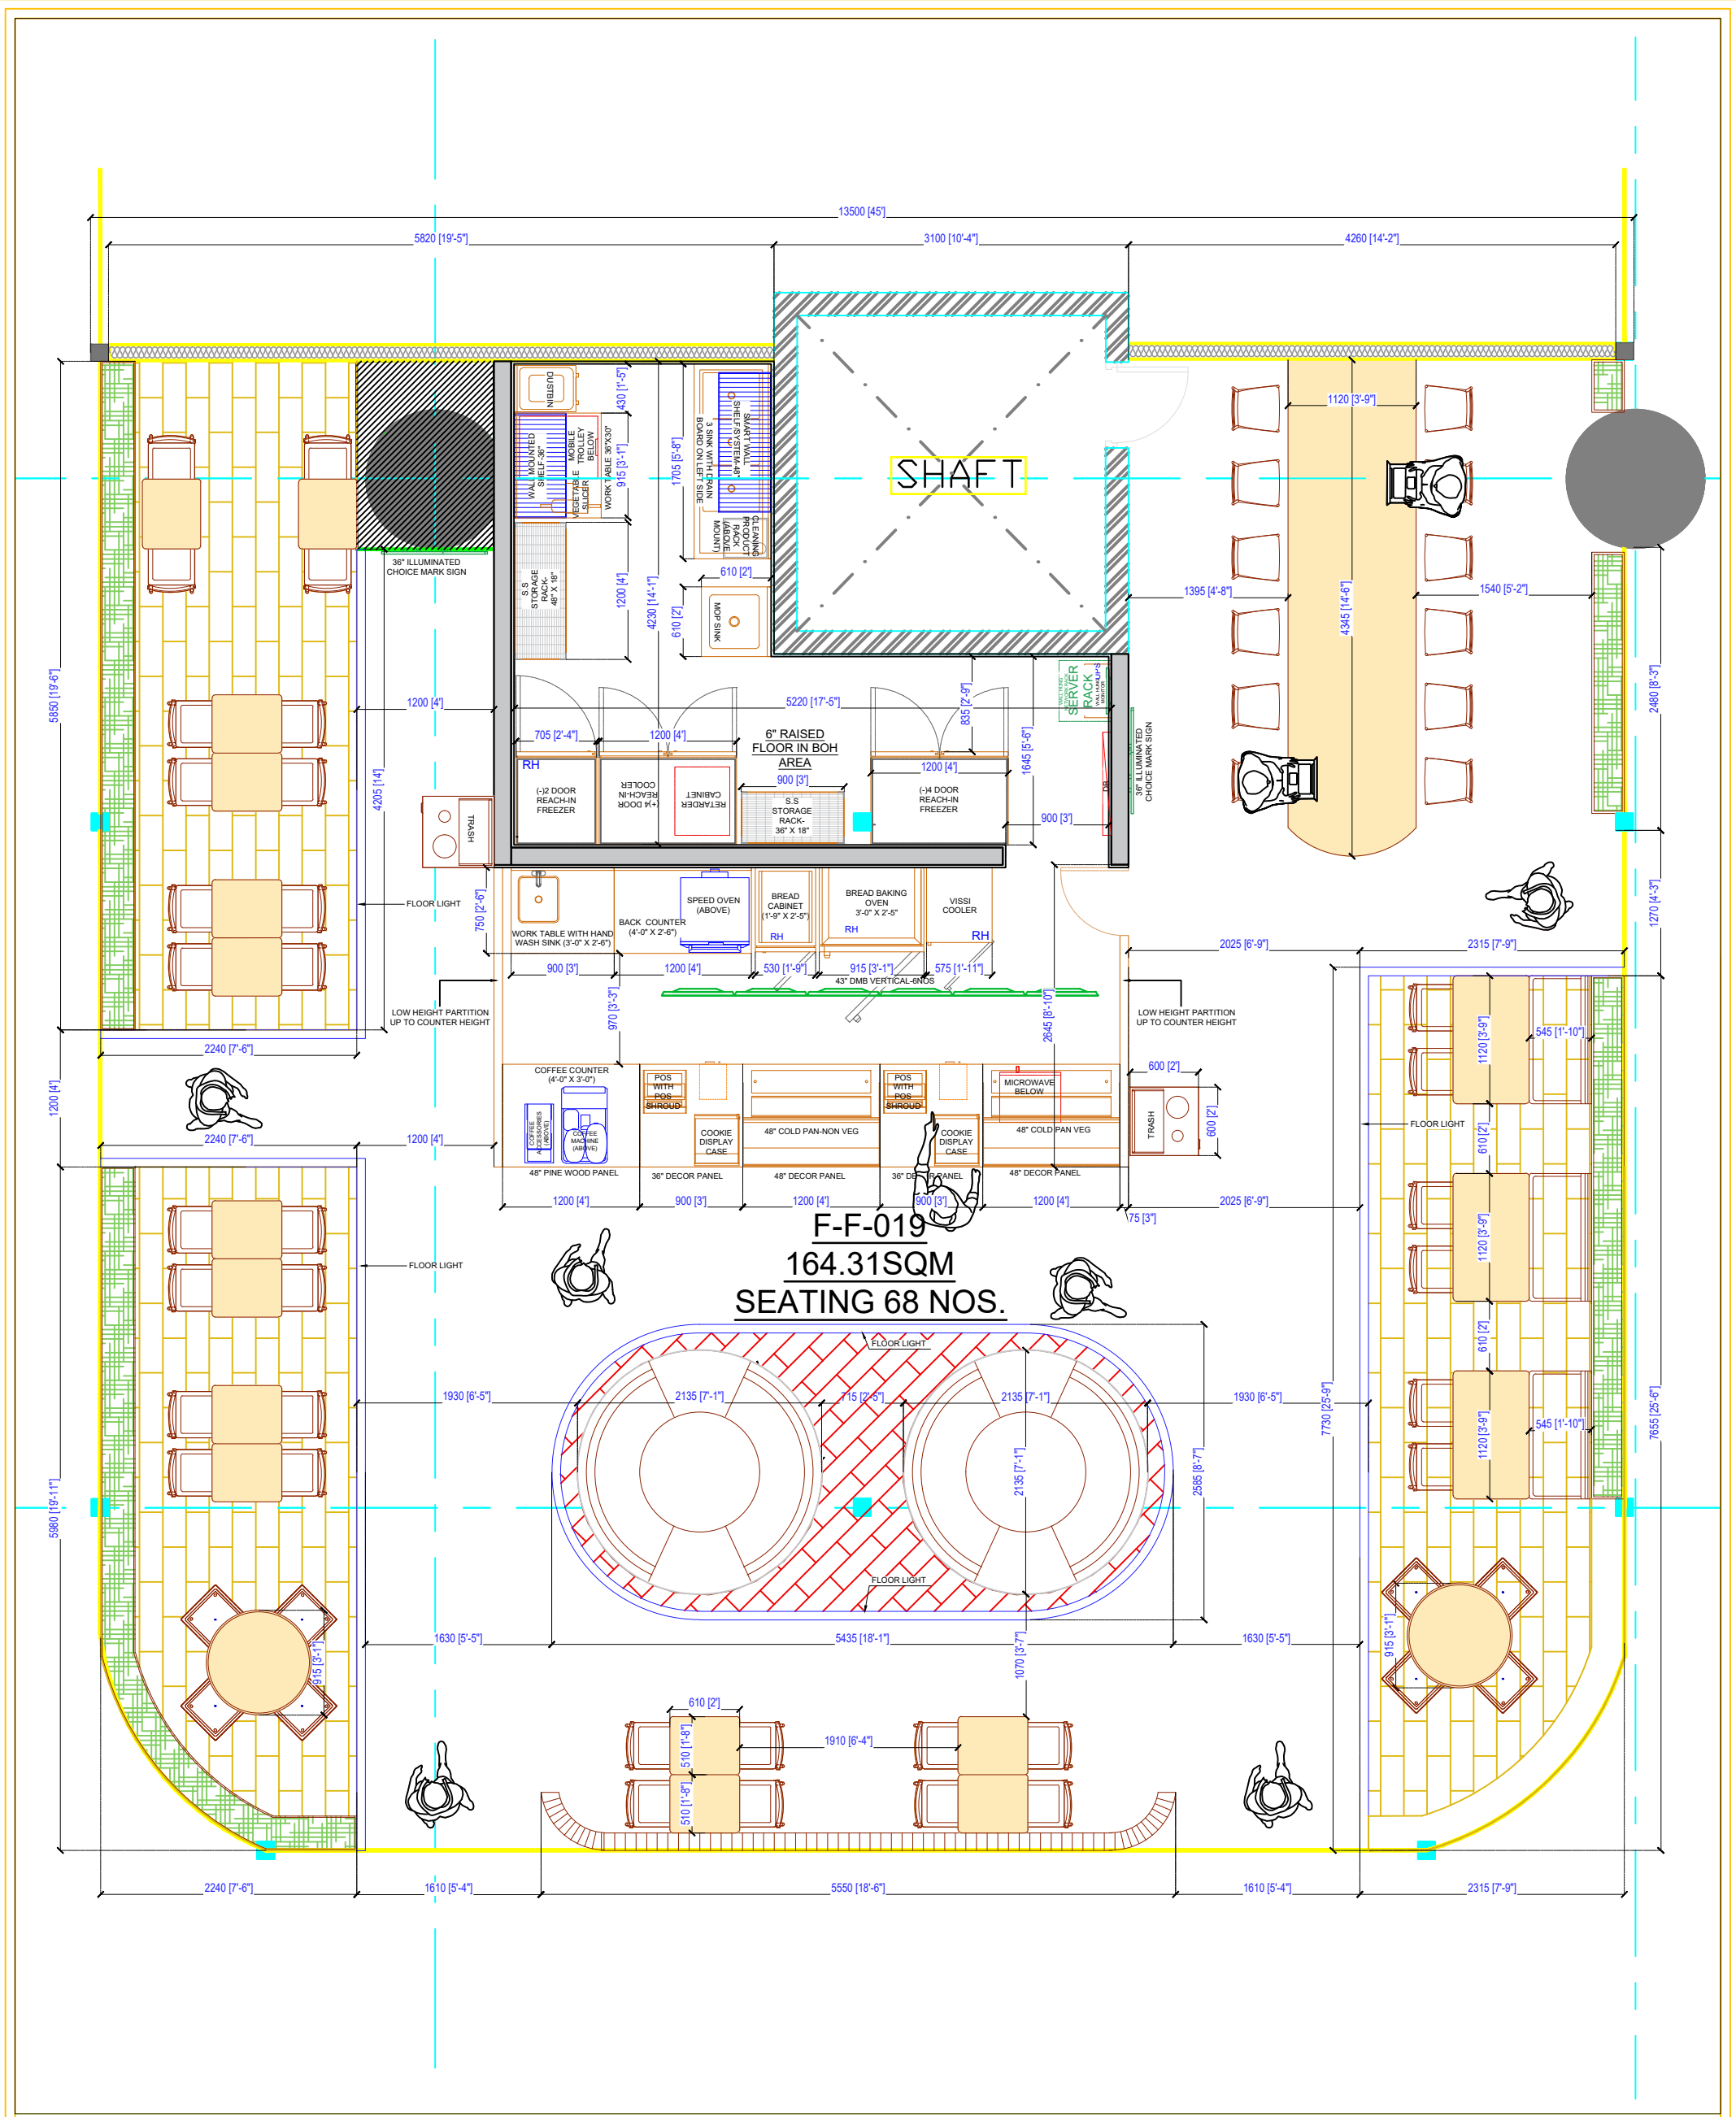 13500 [45']
5820 [19'-5"]
3100 [10'-4"]
4260 [14'-2"]
SHAFT
DUSTBIN
430 [1'-5"]
WALL MOUNTED
SHELF-36"
MOBILE
TROLLEY
BELOW
VEGETABLE
SLICER
WORK TABLE 36"X30"
915 [3'-1"]
1705 [5'-8"]
3 SINK WITH DRAIN
BOARD ON LEFT SIDE
SMART WALL
SHELF/SYSTEM-48"
CLEANING
PRODUCT
RACK
(ABOVE
MOUNT)
S.S
STORAGE
RACK-
48" X 18"
1200 [4']
4230 [14'-1"]
610 [2']
610 [2']
MOP SINK
36" ILLUMINATED
CHOICE MARK SIGN
1120 [3'-9"]
1395 [4'-8"]
4345 [14'-6"]
1540 [5'-2"]
5850 [19'-6"]
1200 [4']
4205 [14']
5220 [17'-5"]
835 [2'-9"]
1645 [5'-6"]
SERVER
RACK
UPS
705 [2'-4"]
1200 [4']
6" RAISED
FLOOR IN BOH
AREA
RH
(-)2 DOOR
REACH-IN
FREEZER
(+)4 DOOR
REACH-IN
COOLER
RETARDER
CABINET
900 [3']
S.S
STORAGE
RACK-
36" X 18"
1200 [4']
(-)4 DOOR
REACH-IN
FREEZER
900 [3']
DB
36" ILLUMINATED
CHOICE MARK SIGN
2480 [8'-3"]
TRASH
FLOOR LIGHT
750 [2'-6"]
WORK TABLE WITH HAND
WASH SINK (3'-0" X 2'-6")
BACK COUNTER
(4'-0" X 2'-6")
SPEED OVEN
(ABOVE)
BREAD
CABINET
(1'-9" X 2'-5")
RH
BREAD BAKING
OVEN
3'-0" X 2'-5"
RH
VISSI
COOLER
RH
1270 [4'-3"]
2025 [6'-9"]
2315 [7'-9"]
900 [3']
1200 [4']
530 [1'-9"]
915 [3'-1"]
575 [1'-11"]
43" DMB VERTICAL-6NOS
LOW HEIGHT PARTITION
UP TO COUNTER HEIGHT
970 [3'-3"]
2645 [8'-10"]
LOW HEIGHT PARTITION
UP TO COUNTER HEIGHT
2240 [7'-6"]
1200 [4']
COFFEE COUNTER
(4'-0" X 3'-0")
COFFEE
ACCESSORIES
(ABOVE)
COFFEE
MACHINE
(ABOVE)
POS
WITH
POS
SHROUD
COOKIE
DISPLAY
CASE
48" COLD PAN-NON VEG
POS
WITH
POS
SHROUD
COOKIE
DISPLAY
CASE
MICROWAVE
BELOW
48" COLD PAN VEG
600 [2']
TRASH
600 [2']
1120 [3'-9"]
545 [1'-10"]
FLOOR LIGHT
610 [2']
2240 [7'-6"]
1200 [4']
48" PINE WOOD PANEL
36" DECOR PANEL
48" DECOR PANEL
36" DECOR PANEL
48" DECOR PANEL
1200 [4']
900 [3']
1200 [4']
900 [3']
1200 [4']
75 [3"]
2025 [6'-9"]
F-F-019
164.31SQM
SEATING 68 NOS.
FLOOR LIGHT
1120 [3'-9"]
610 [2']
FLOOR LIGHT
1930 [6'-5"]
2135 [7'-1"]
715 [2'-5"]
2135 [7'-1"]
1930 [6'-5"]
2135 [7'-1"]
2585 [8'-7"]
7730 [25'-9"]
1120 [3'-9"]
545 [1'-10"]
7655 [25'-6"]
5980 [19'-11"]
FLOOR LIGHT
915 [3'-1"]
915 [3'-1"]
1630 [5'-5"]
5435 [18'-1"]
1630 [5'-5"]
1070 [3'-7"]
610 [2']
510 [1'-8"]
1910 [6'-4"]
510 [1'-8"]
2240 [7'-6"]
1610 [5'-4"]
5550 [18'-6"]
1610 [5'-4"]
2315 [7'-9"]